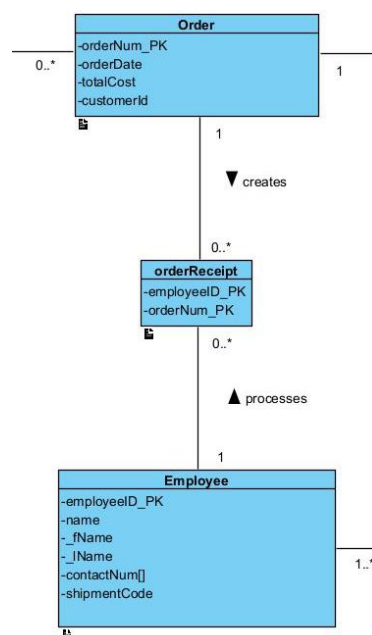 Order
-orderNum_PK
-orderDate
-totalCost
-customerId
0..*
1
1
creates
0..*
orderReceipt
-employeeID_PK
-orderNum_PK
0..*
processes
1
Employee
-employeeID_PK
-name
-_fName
-_lName
-contactNum[]
-shipmentCode
1..*